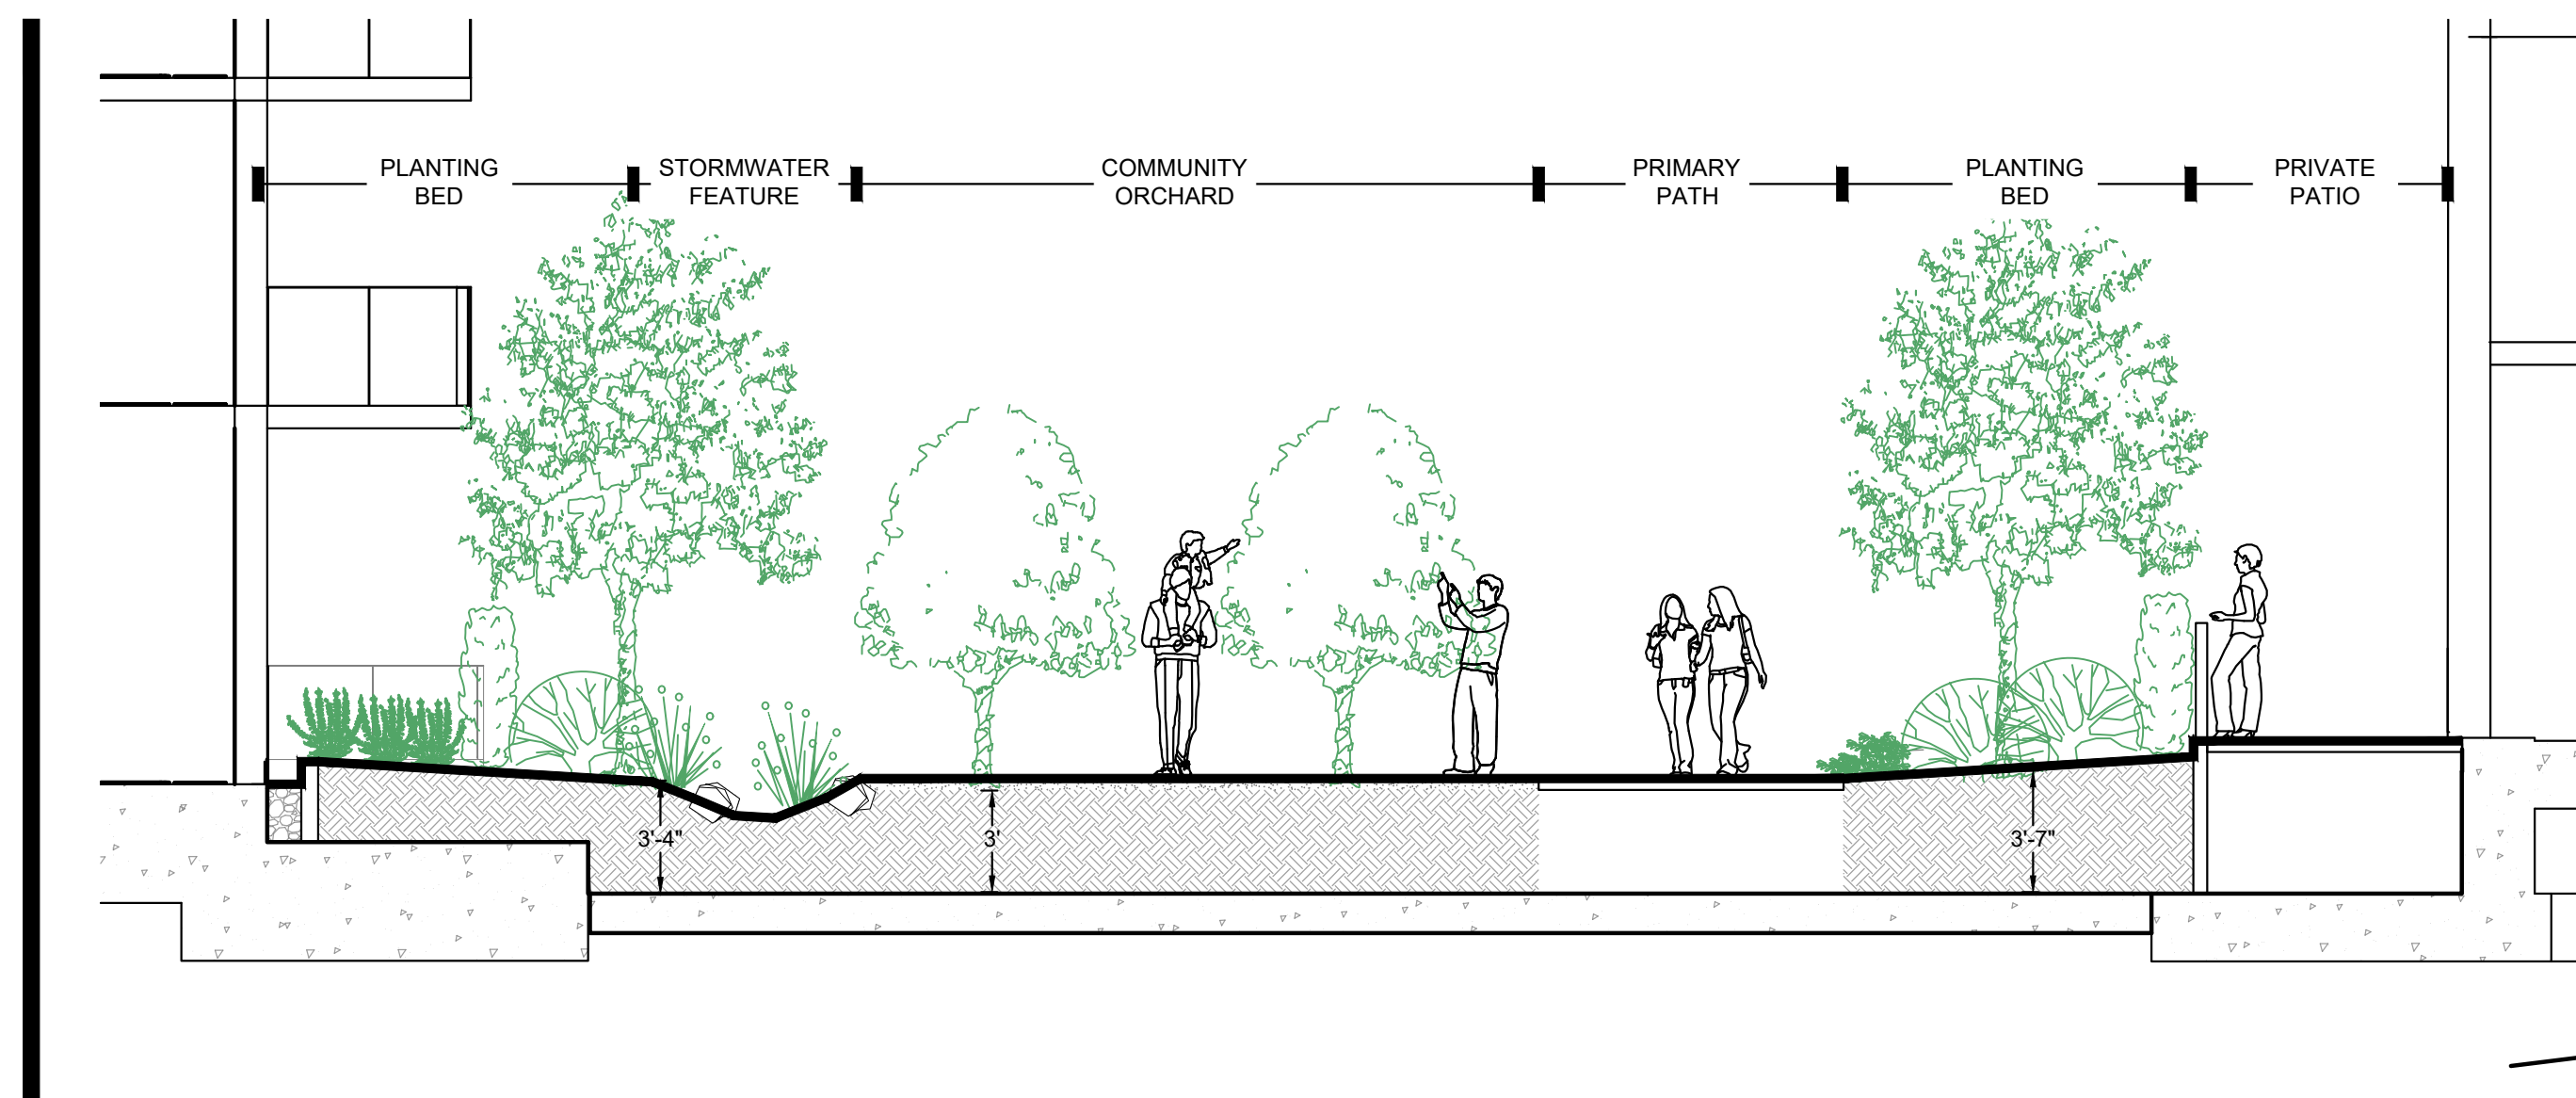 PLANTING
BED
STORMWATER
FEATURE
COMMUNITY
ORCHARD
PRIMARY
PATH
PLANTING
BED
PRIVATE
PATIO
3'-4"
3'
3'-7"